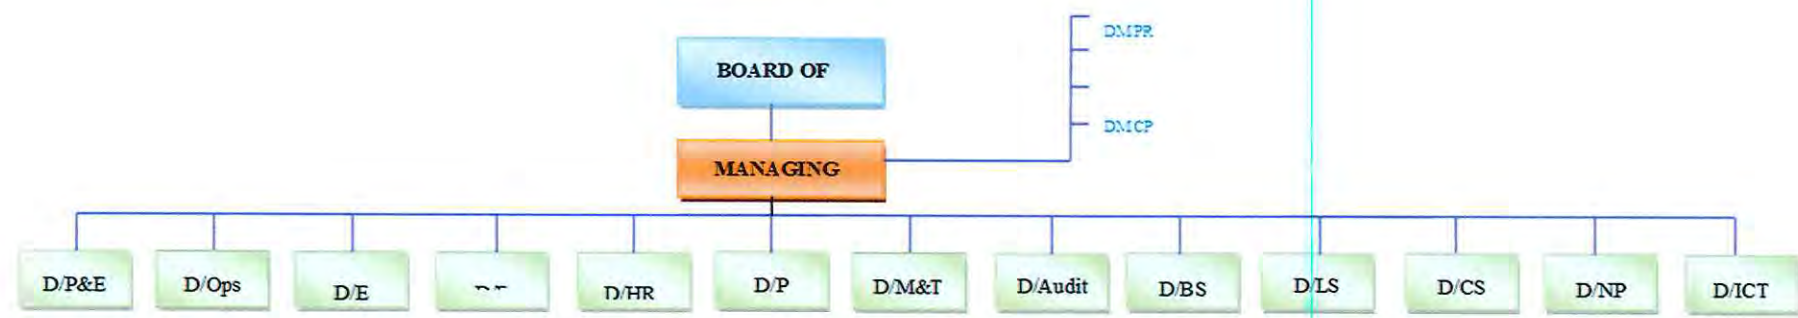 DMPR
BOARD OF
DMCP
MANAGING
D/P&E
D/Ops
D/E
D/HR
D/P
D/M&T
D/Audit
D/BS
D/LS
D/CS
D/NP
D/ICT